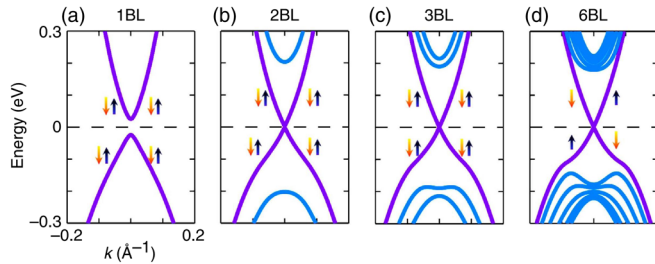 (a) 1BL
(b) 2BL
(c) 3BL
(d) 6BL
Energy (eV)
0.3
0
−0.3
−0.2
0.2
k (Å⁻¹)